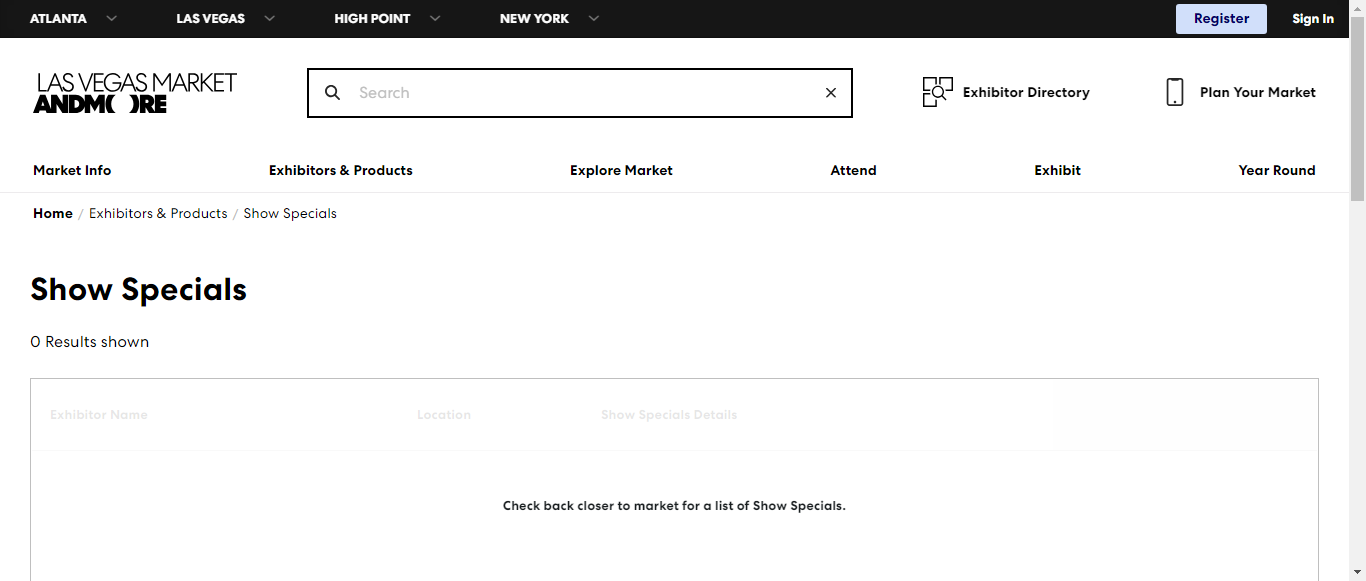 ATLANTA LAS VEGAS HIGH POINT NEW YORK Register Sign In
LAS VEGAS MARKET
ANDMORE
Search
Exhibitor Directory
Plan Your Market
Market Info Exhibitors & Products Explore Market Attend Exhibit Year Round
Home / Exhibitors & Products / Show Specials
Show Specials
0 Results shown
Exhibitor Name Location Show Specials Details
Check back closer to market for a list of Show Specials.